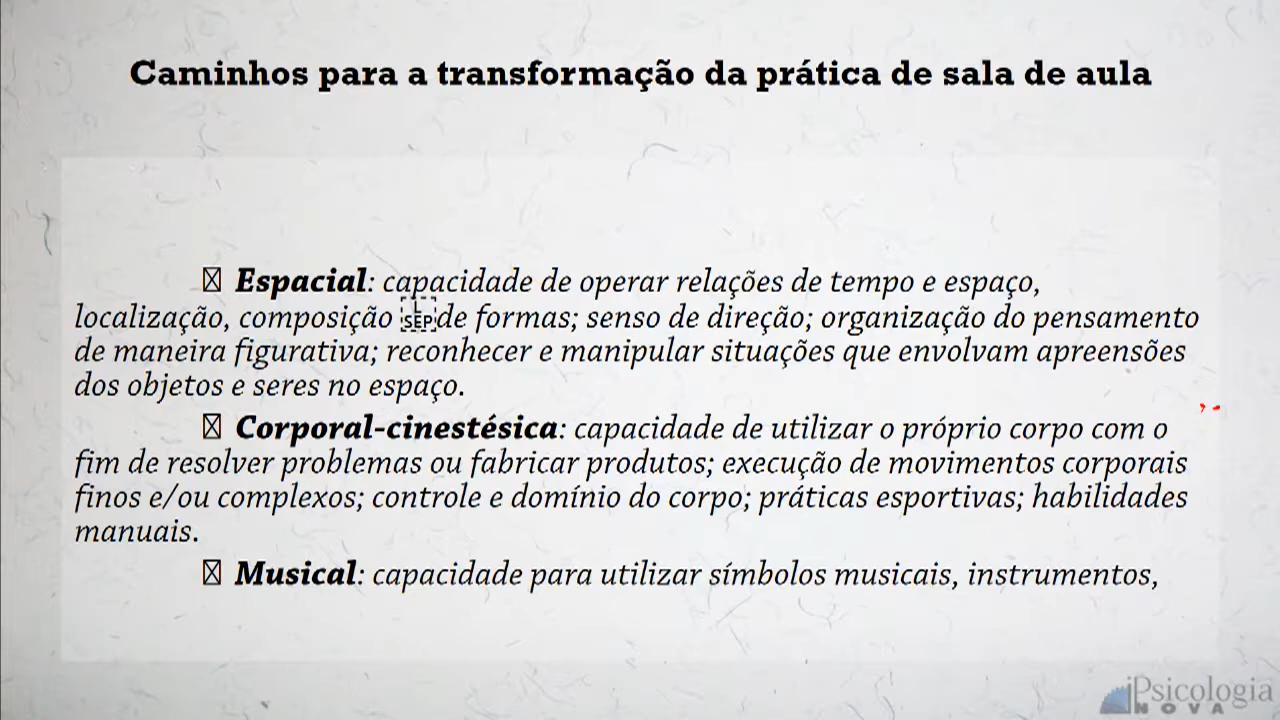 Caminhos para a transformação da prática de sala de aula
Espacial: capacidade de operar relações de tempo e espaço,
localização, composição SEP de formas; senso de direção; organização do pensamento
de maneira figurativa; reconhecer e manipular situações que envolvam apreensões
dos objetos e seres no espaço.
Corporal-cinestésica: capacidade de utilizar o próprio corpo com o
fim de resolver problemas ou fabricar produtos; execução de movimentos corporais
finos e/ou complexos; controle e domínio do corpo; práticas esportivas; habilidades
manuais.
Musical: capacidade para utilizar símbolos musicais, instrumentos,
Psicologia
NOVA